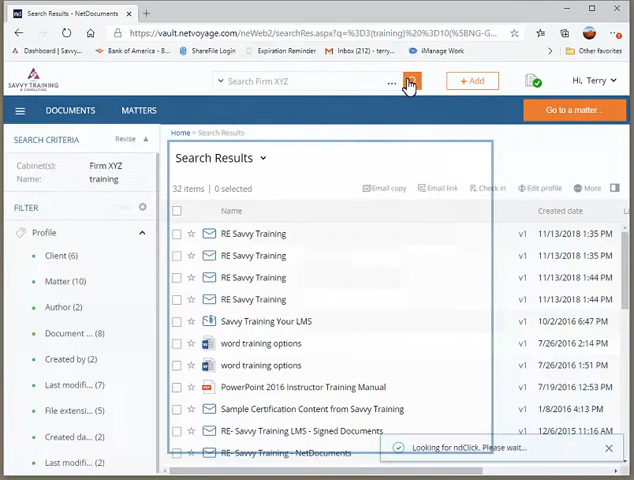 nd Search Results - NetDocuments
https://vault.netvoyage.com/neWeb2/searchRes.aspx?q=%3D3(training)%20%3D10(%5BNG-G...
Dashboard | Savvy... Bank of America - B... ShareFile Login Expiration Reminder Inbox (212) - terry... iManage Work Other favorites
SAVVY TRAINING
& CONSULTING
Search Firm XYZ ... + Add Hi, Terry
DOCUMENTS MATTERS Go to a matter...
SEARCH CRITERIA Revise
Home > Search Results
Cabinet(s): Firm XYZ
Name: training
Search Results
32 items | 0 selected Email copy Email link Check in Edit profile More
FILTER
Name Created date La
Profile
RE Savvy Training v1 11/13/2018 1:35 PM
Client (6)
RE Savvy Training v1 11/13/2018 1:35 PM
Matter (10)
RE Savvy Training v1 11/13/2018 1:44 PM
Author (2)
RE Savvy Training v1 11/13/2018 1:44 PM
Savvy Training Your LMS v1 10/2/2016 6:47 PM
Document ... (8)
word training options v1 7/26/2016 2:14 PM
Created by (2)
word training options v1 7/26/2016 1:51 PM
Last modifi... (7)
PowerPoint 2016 Instructor Training Manual v1 7/19/2016 12:53 PM
File extensi... (5)
Sample Certification Content from Savvy Training v1 1/8/2016 4:13 PM
Created da... (2)
RE- Savvy Training LMS - Signed Documents v1 12/6/2015 11:16 AM
Last modifi... (2)
RE- Savvy Training - NetDocuments
Looking for ndClick. Please wait...